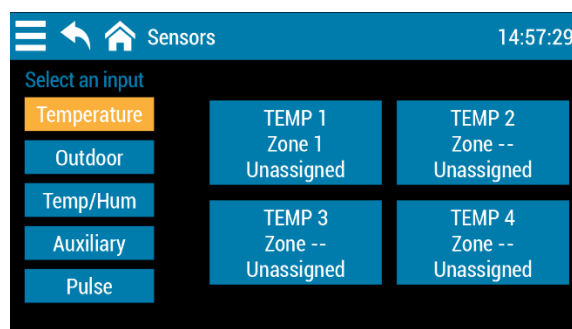 Sensors
14:57:29
Select an input
Temperature
Outdoor
Temp/Hum
Auxiliary
Pulse
TEMP 1
Zone 1
Unassigned
TEMP 2
Zone --
Unassigned
TEMP 3
Zone --
Unassigned
TEMP 4
Zone --
Unassigned